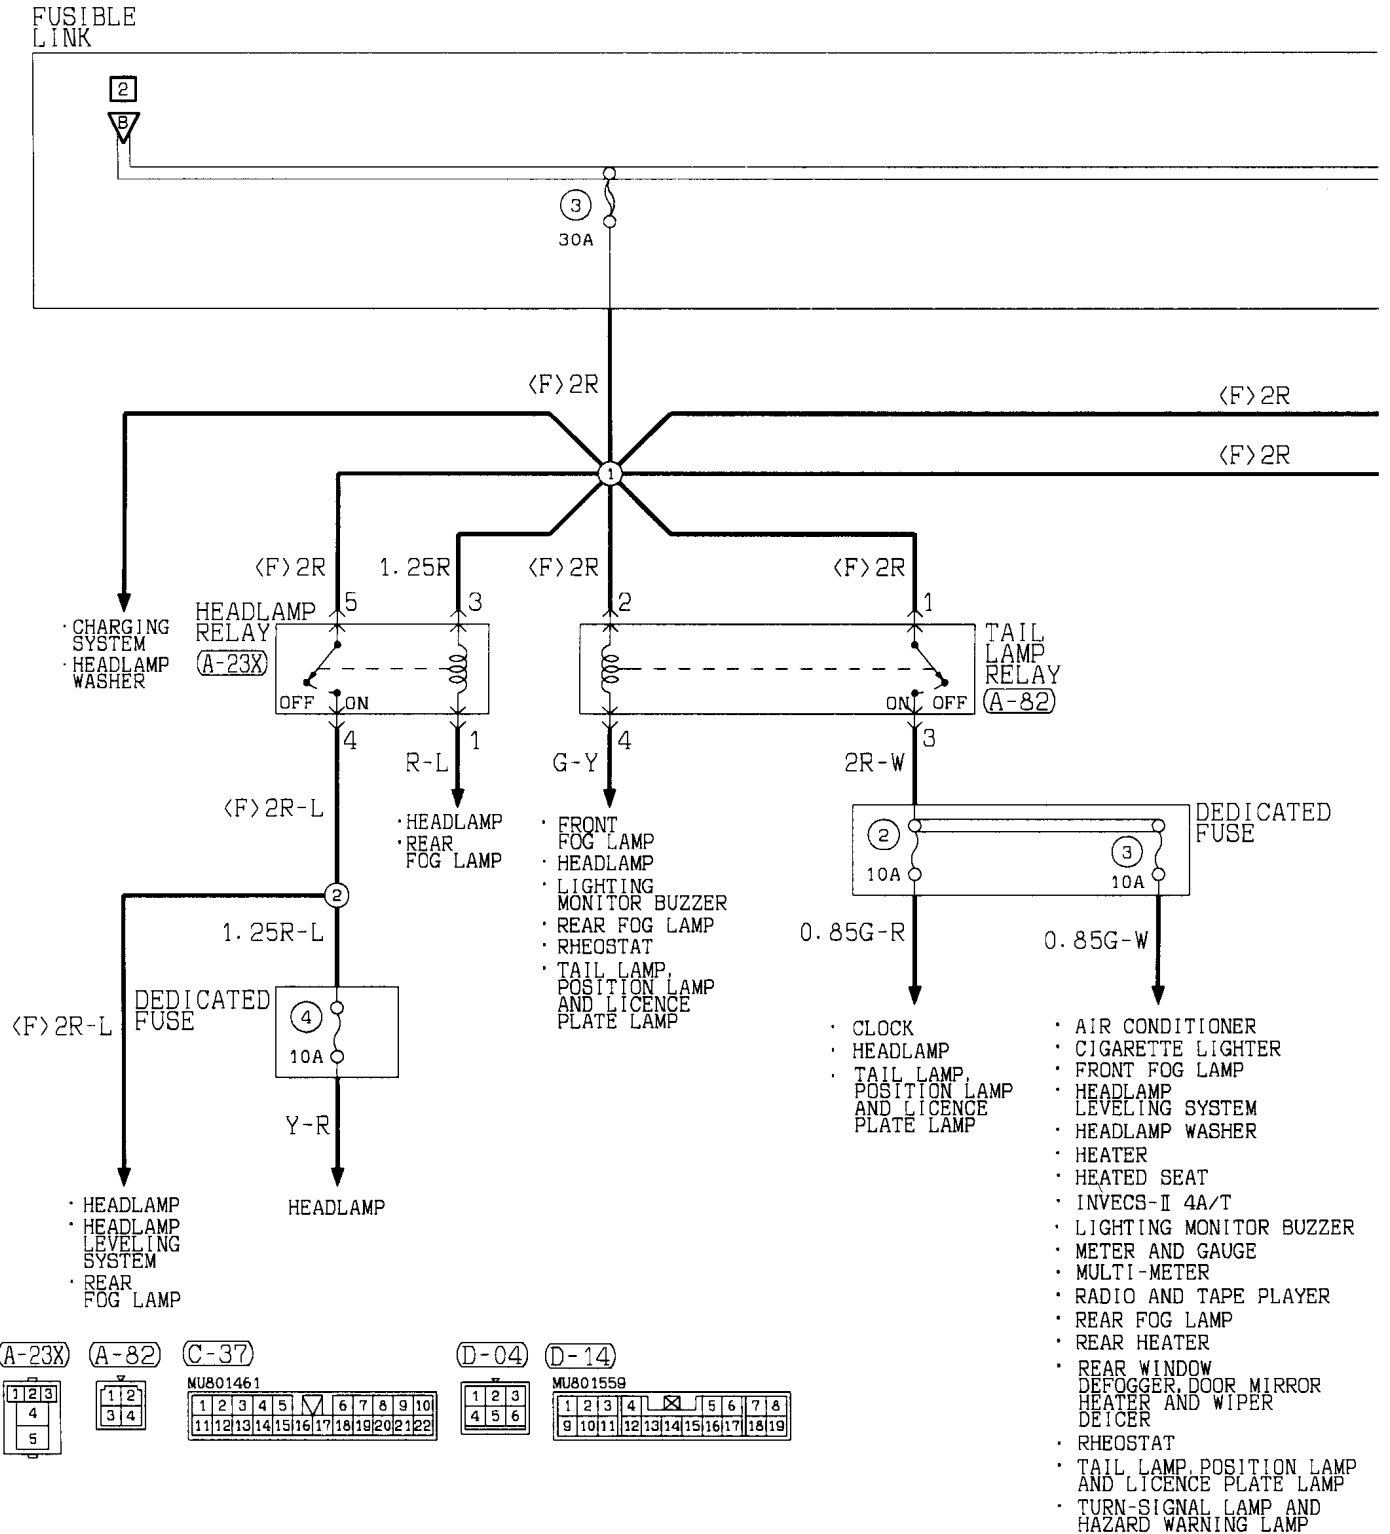 FUSIBLE
LINK
2
B
3
30A
<F>2R
<F>2R
<F>2R
1
<F>2R
1.25R
<F>2R
<F>2R
· CHARGING
SYSTEM
· HEADLAMP
WASHER
HEADLAMP
RELAY
A-23X
5
3
OFF
ON
4
1
2
1
ON
OFF
4
3
TAIL
LAMP
RELAY
A-82
R-L
G-Y
2R-W
<F>2R-L
· HEADLAMP
· REAR
FOG LAMP
· FRONT
FOG LAMP
· HEADLAMP
· LIGHTING
MONITOR BUZZER
· REAR FOG LAMP
· RHEOSTAT
· TAIL LAMP,
POSITION LAMP
AND LICENCE
PLATE LAMP
DEDICATED
FUSE
2
10A
3
10A
2
1.25R-L
0.85G-R
0.85G-W
<F>2R-L
DEDICATED
FUSE
4
10A
Y-R
· CLOCK
· HEADLAMP
· TAIL LAMP,
POSITION LAMP
AND LICENCE
PLATE LAMP
· AIR CONDITIONER
· CIGARETTE LIGHTER
· FRONT FOG LAMP
· HEADLAMP
LEVELING SYSTEM
· HEADLAMP WASHER
· HEATER
· HEATED SEAT
· INVECS-Ⅱ 4A/T
· LIGHTING MONITOR BUZZER
· METER AND GAUGE
· MULTI-METER
· RADIO AND TAPE PLAYER
· REAR FOG LAMP
· REAR HEATER
· REAR WINDOW
DEFOGGER, DOOR MIRROR
HEATER AND WIPER
DEICER
· RHEOSTAT
· TAIL LAMP, POSITION LAMP
AND LICENCE PLATE LAMP
· TURN-SIGNAL LAMP AND
HAZARD WARNING LAMP
· HEADLAMP
· HEADLAMP
LEVELING
SYSTEM
· REAR
FOG LAMP
HEADLAMP
A-23X
1 2 3
4
5
A-82
1 2
3 4
C-37
MU801461
1 2 3 4 5 6 7 8 9 10
11 12 13 14 15 16 17 18 19 20 21 22
D-04
1 2 3
4 5 6
D-14
MU801559
1 2 3 4 5 6 7 8
9 10 11 12 13 14 15 16 17 18 19